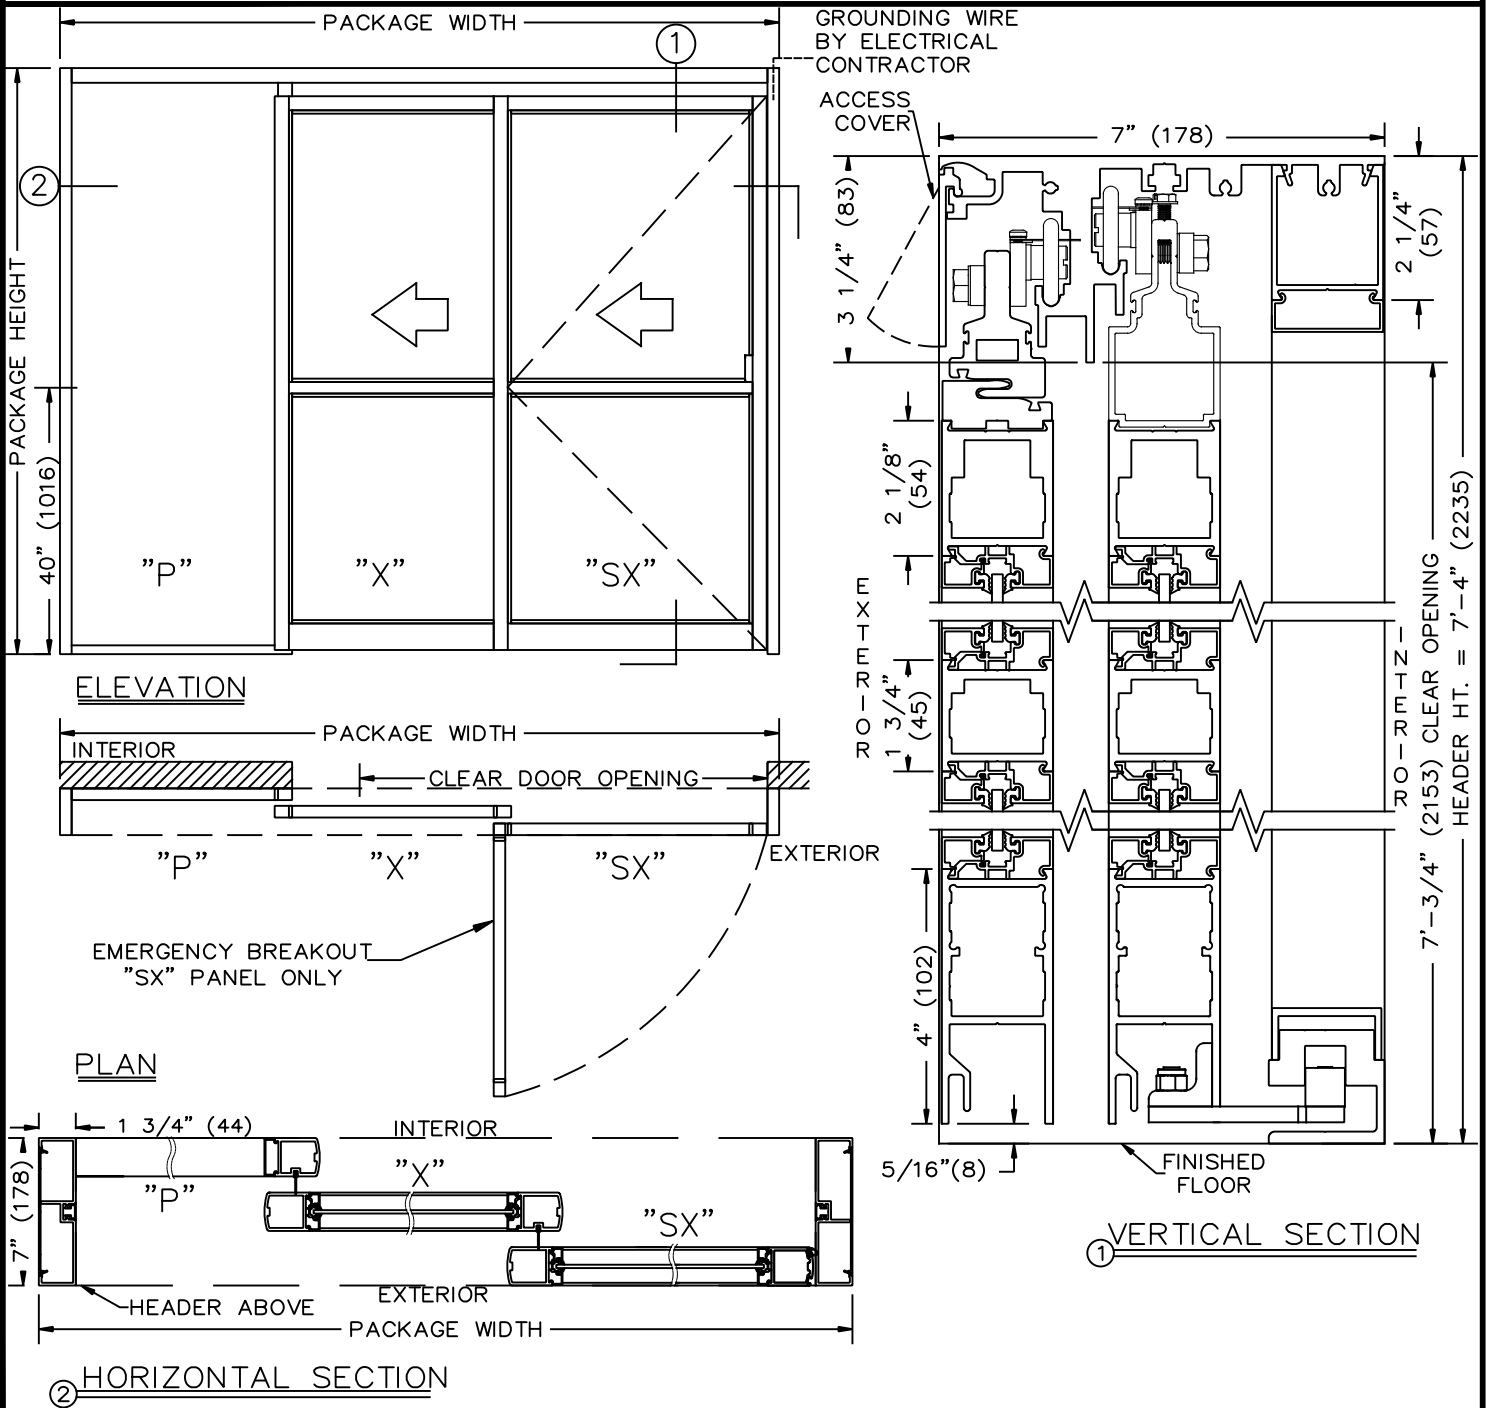 PACKAGE WIDTH
1
GROUNDING WIRE
BY ELECTRICAL
CONTRACTOR
ACCESS
COVER
2
PACKAGE HEIGHT
40" (1016)
"P"
"X"
"SX"
ELEVATION
PACKAGE WIDTH
INTERIOR
CLEAR DOOR OPENING
"P"
"X"
"SX"
EXTERIOR
EMERGENCY BREAKOUT
"SX" PANEL ONLY
PLAN
1 3/4" (44)
INTERIOR
7" (178)
"P"
"X"
"SX"
HEADER ABOVE
EXTERIOR
PACKAGE WIDTH
2 HORIZONTAL SECTION
7" (178)
3 1/4" (83)
2 1/4"
(57)
2 1/8"
(54)
EXTERIOR
1 3/4"
(45)
INTERIOR
7'-3/4" (2153) CLEAR OPENING
HEADER HT. = 7'-4" (2235)
4" (102)
5/16"(8)
FINISHED
FLOOR
1 VERTICAL SECTION